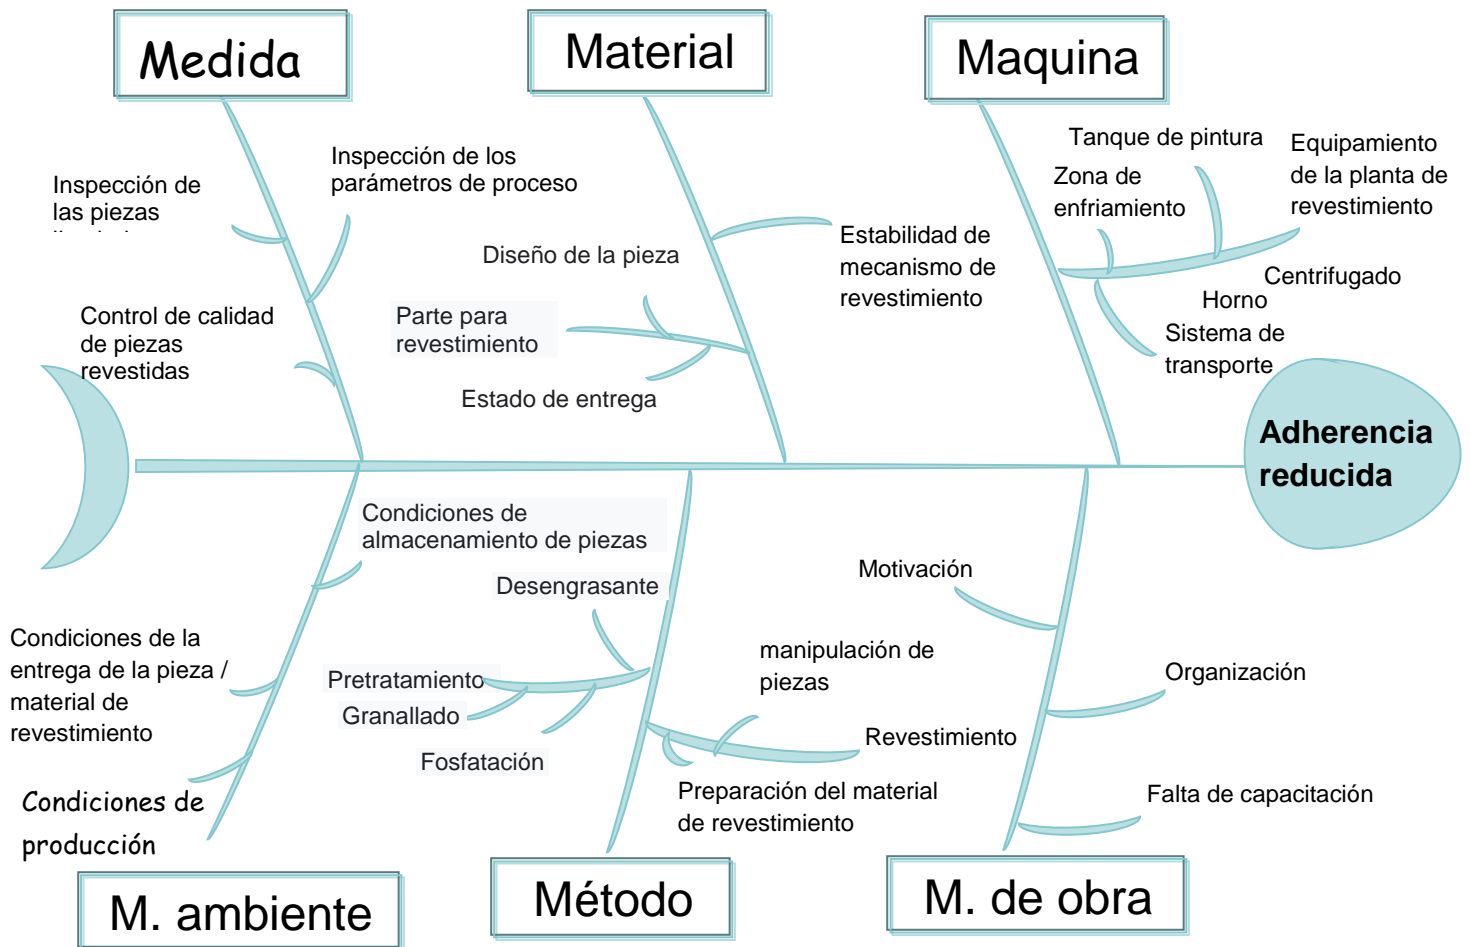 Medida
Material
Maquina
Inspección de
las piezas
Inspección de los
parámetros de proceso
Control de calidad
de piezas
revestidas
Diseño de la pieza
Parte para
revestimiento
Estado de entrega
Estabilidad de
mecanismo de
revestimiento
Tanque de pintura
Zona de
enfriamiento
Equipamiento
de la planta de
revestimiento
Centrifugado
Horno
Sistema de
transporte
Adherencia
reducida
Condiciones de
almacenamiento de piezas
Condiciones de la
entrega de la pieza /
material de
revestimiento
Condiciones de
producción
Desengrasante
Pretratamiento
Granallado
Fosfatación
manipulación de
piezas
Revestimiento
Preparación del material
de revestimiento
Motivación
Organización
Falta de capacitación
M. ambiente
Método
M. de obra